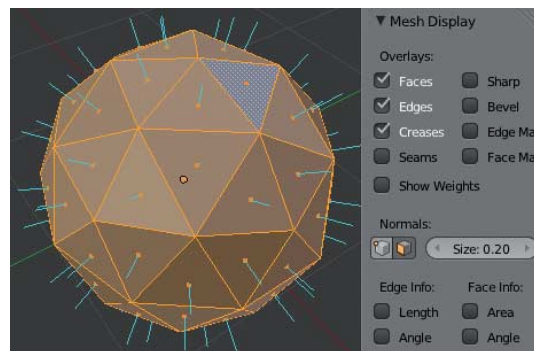 Mesh Display
Overlays:
Faces Sharp
Edges Bevel
Creases Edge Ma
Seams Face Ma
Show Weights
Normals:
Size: 0.20
Edge Info: Face Info:
Length Area
Angle Angle